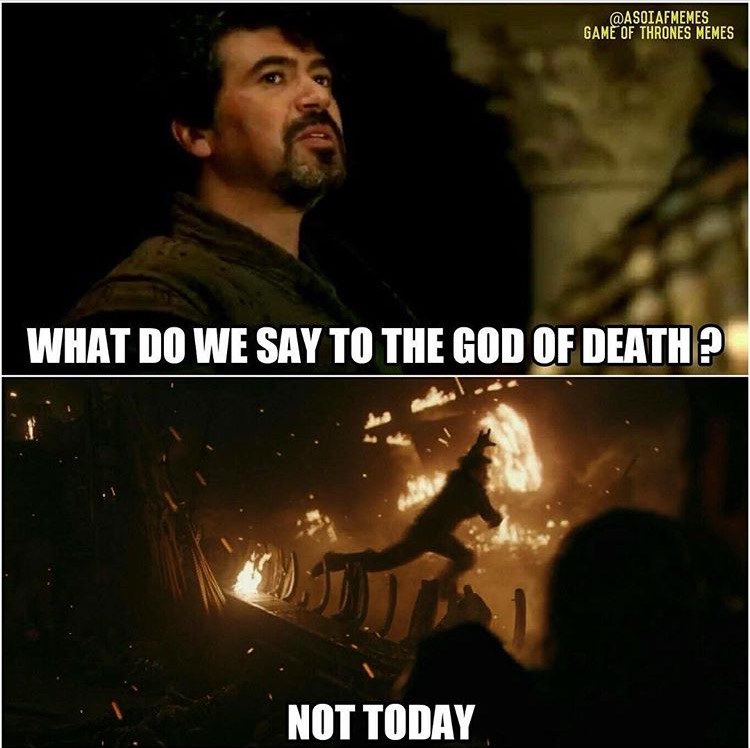 @ASOIAFMEMES
GAME OF THRONES MEMES
WHAT DO WE SAY TO THE GOD OF DEATH ?
NOT TODAY